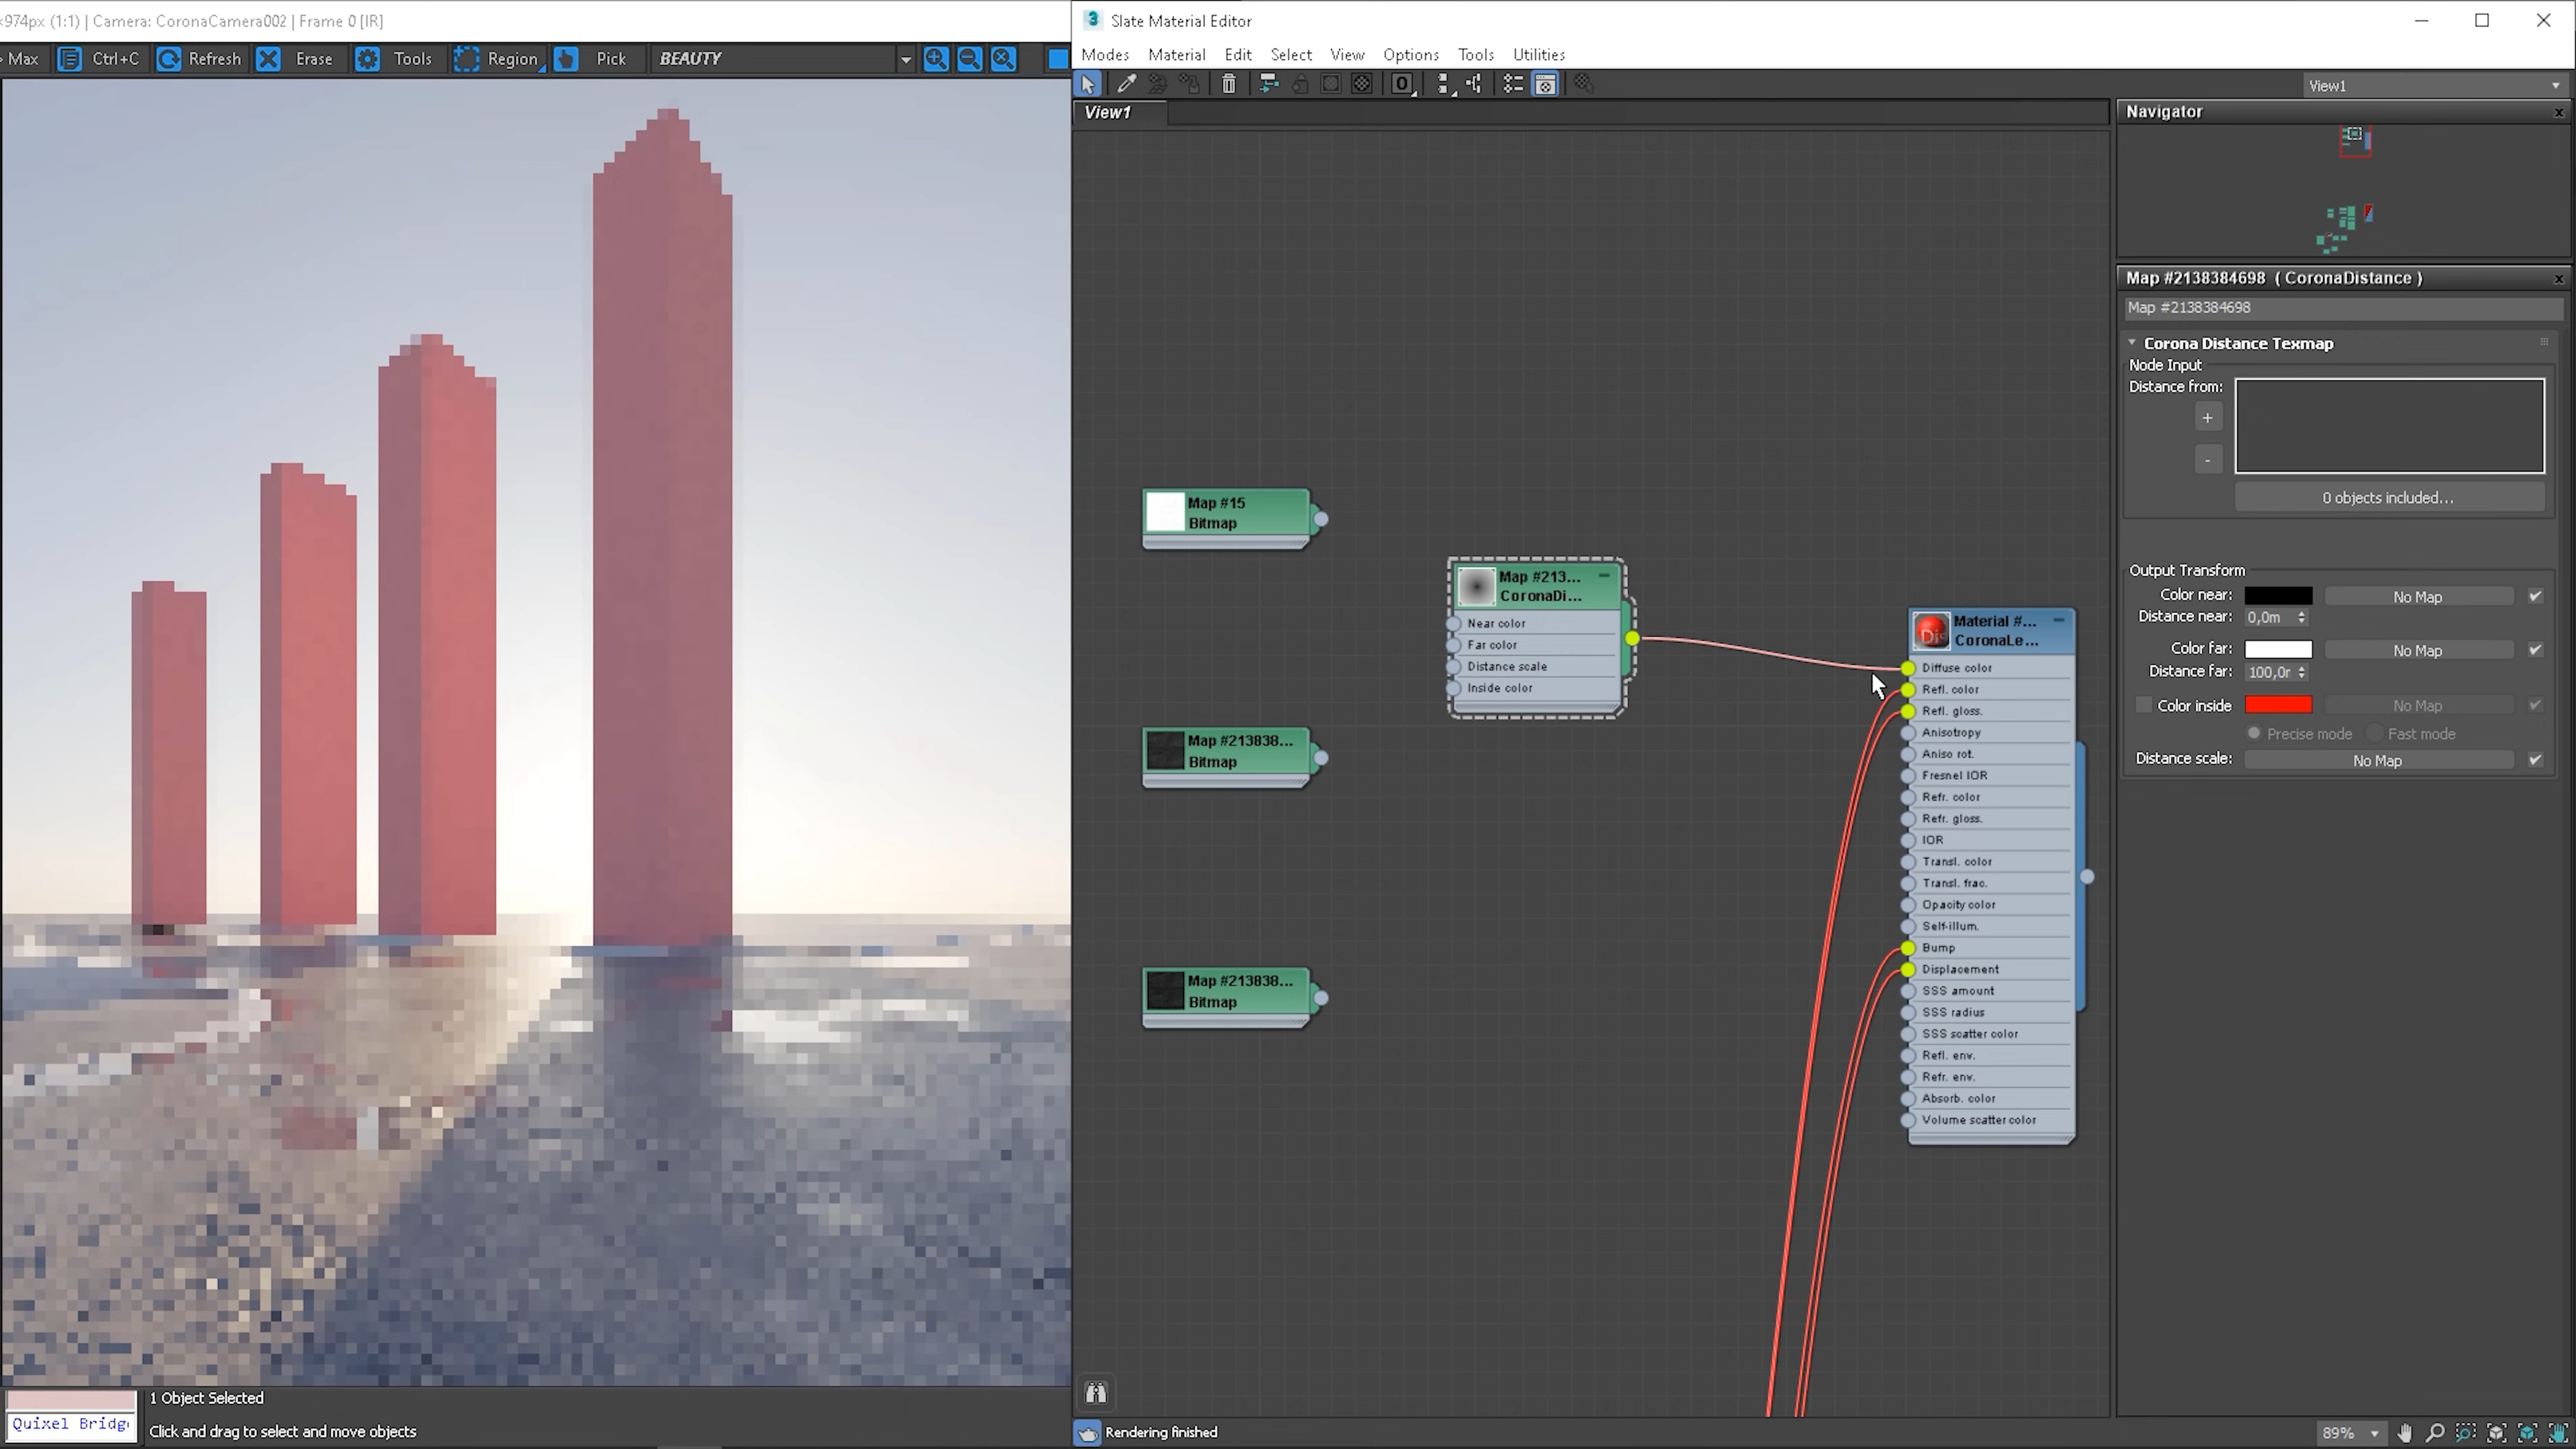 <974px (1:1) | Camera: CoronaCamera002 | Frame 0 [IR]
Max Ctrl+C Refresh Erase Tools Region Pick BEAUTY
1 Object Selected
Quixel Bridg
Click and drag to select and move objects
3 Slate Material Editor
Modes Material Edit Select View Options Tools Utilities
0
View1
View1
Map #15
Bitmap
Map #213838...
Bitmap
Map #213838...
Bitmap
Map #213...
CoronaDi...
Near color
Far color
Distance scale
Inside color
Material #...
CoronaLe...
Diffuse color
Refl. color
Refl. gloss.
Anisotropy
Aniso rot.
Fresnel IOR
Refr. color
Refr. gloss.
IOR
Transl. color
Transl. frac.
Opacity color
Self-illum.
Bump
Displacement
SSS amount
SSS radius
SSS scatter color
Refl. env.
Refr. env.
Absorb. color
Volume scatter color
Rendering finished
Navigator
Map #2138384698 ( CoronaDistance )
Map #2138384698
Corona Distance Texmap
Node Input
Distance from:
+
-
0 objects included...
Output Transform
Color near: No Map
Distance near: 0,0m
Color far: No Map
Distance far: 100,0r
Color inside No Map
Precise mode Fast mode
Distance scale: No Map
89%